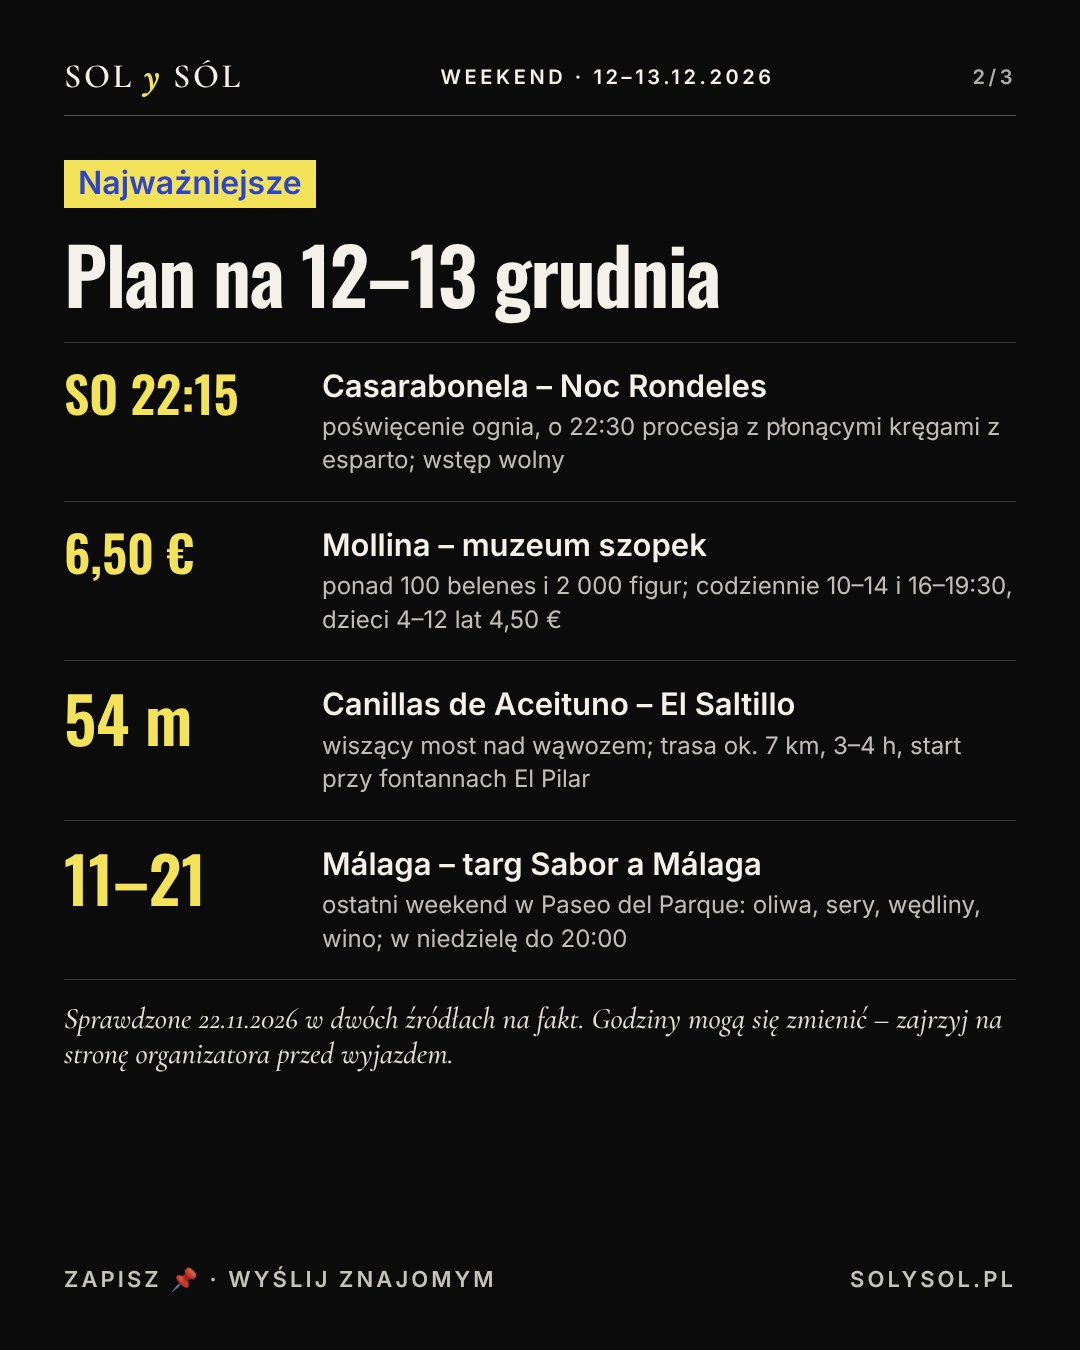 SOL y SÓL
WEEKEND · 12–13.12.2026
2/3
Najważniejsze
Plan na 12–13 grudnia
SO 22:15
Casarabonela – Noc Rondeles
poświęcenie ognia, o 22:30 procesja z płonącymi kręgami z
esparto; wstęp wolny
6,50 €
Mollina – muzeum szopek
ponad 100 belenes i 2 000 figur; codziennie 10–14 i 16–19:30,
dzieci 4–12 lat 4,50 €
54 m
Canillas de Aceituno – El Saltillo
wiszący most nad wąwozem; trasa ok. 7 km, 3–4 h, start
przy fontannach El Pilar
11–21
Málaga – targ Sabor a Málaga
ostatni weekend w Paseo del Parque: oliwa, sery, wędliny,
wino; w niedzielę do 20:00
Sprawdzone 22.11.2026 w dwóch źródłach na fakt. Godziny mogą się zmienić – zajrzyj na
stronę organizatora przed wyjazdem.
ZAPISZ 📌 · WYŚLIJ ZNAJOMYM
SOLYSOL.PL